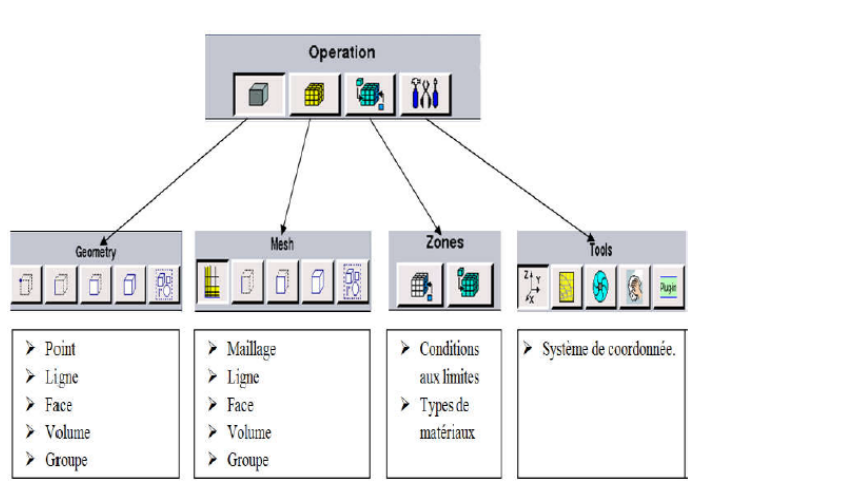 Operation
Geometry
Mesh
Zones
Tools
Z
Y
X
Plugin
➢ Point
➢ Ligne
➢ Face
➢ Volume
➢ Groupe
➢ Maillage
➢ Ligne
➢ Face
➢ Volume
➢ Groupe
➢ Conditions
aux limites
➢ Types de
matériaux
➢ Système de coordonnée.